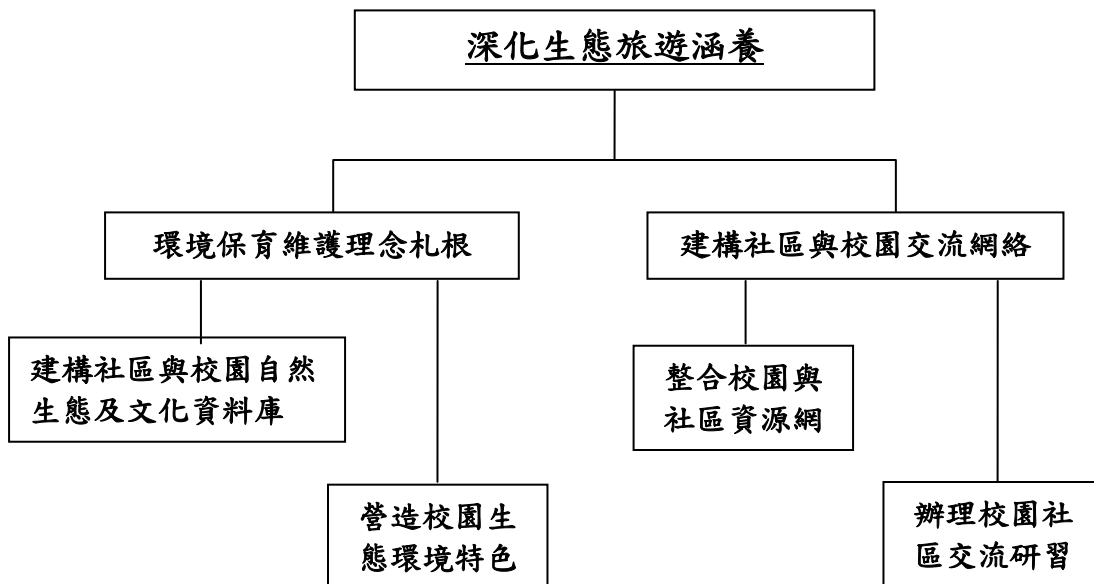 深化生態旅遊涵養
環境保育維護理念札根
建構社區與校園交流網絡
建構社區與校園自然
生態及文化資料庫
整合校園與
社區資源網
營造校園生
態環境特色
辦理校園社
區交流研習